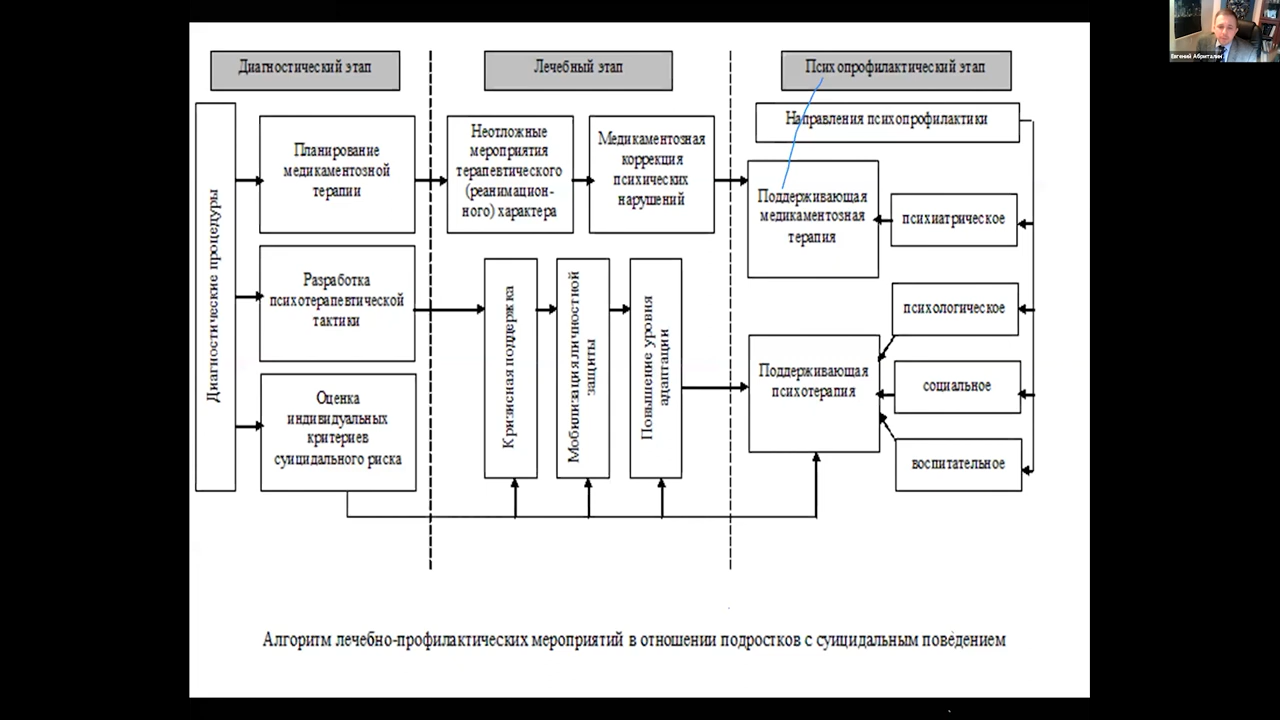 Диагностический этап
Лечебный этап
Психопрофилактический этап
Направления психопрофилактики
Диагностические процедуры
Планирование
медикаментозной
терапии
Неотложные
мероприятия
терапевтического
(реанимацион-
ного) характера
Медикаментозная
коррекция
психических
нарушений
Поддерживающая
медикаментозная
терапия
психиатрическое
Разработка
психотерапевтической
тактики
Кризисная поддержка
Мобилизация личностной
защиты
Повышение уровня
адаптации
Поддерживающая
психотерапия
психологическое
социальное
воспитательное
Оценка
индивидуальных
критериев
суицидального риска
Алгоритм лечебно-профилактических мероприятий в отношении подростков с суицидальным поведением
Евгений Абриталин